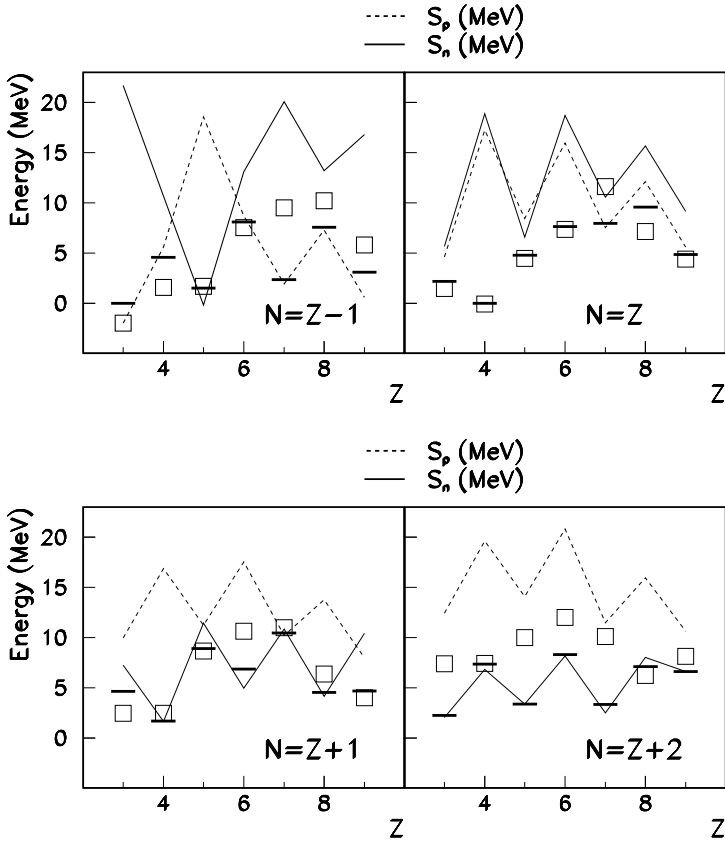 S_p (MeV)
S_n (MeV)
Energy (MeV)
20
15
10
5
0
N=Z−1
N=Z
4 6 8
4 6 8
Z
Z
S_p (MeV)
S_n (MeV)
Energy (MeV)
20
15
10
5
0
N=Z+1
N=Z+2
4 6 8
4 6 8
Z
Z